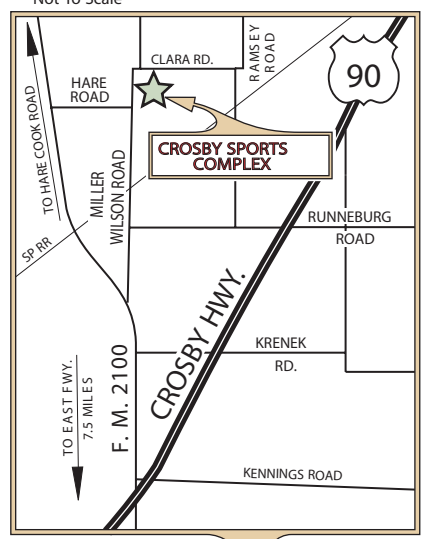 Not To Scale
CLARA RD.
RAMSEY
ROAD
90
HARE
ROAD
TO HARE COOK ROAD
CROSBY SPORTS
COMPLEX
MILLER
WILSON ROAD
RUNNEBURG
ROAD
SP RR
CROSBY HWY.
KRENEK
RD.
F. M. 2100
TO EAST FWY.
7.5 MILES
KENNINGS ROAD